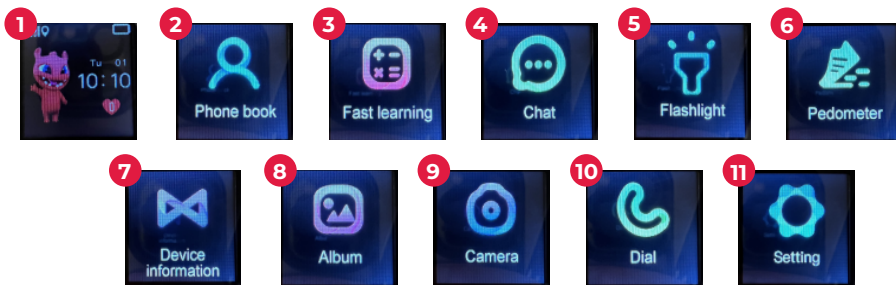 1
Tu 01
10:10
2
Phone book
3
Fast learning
4
Chat
5
Flashlight
6
Pedometer
7
Device
information
8
Album
9
Camera
10
Dial
11
Setting